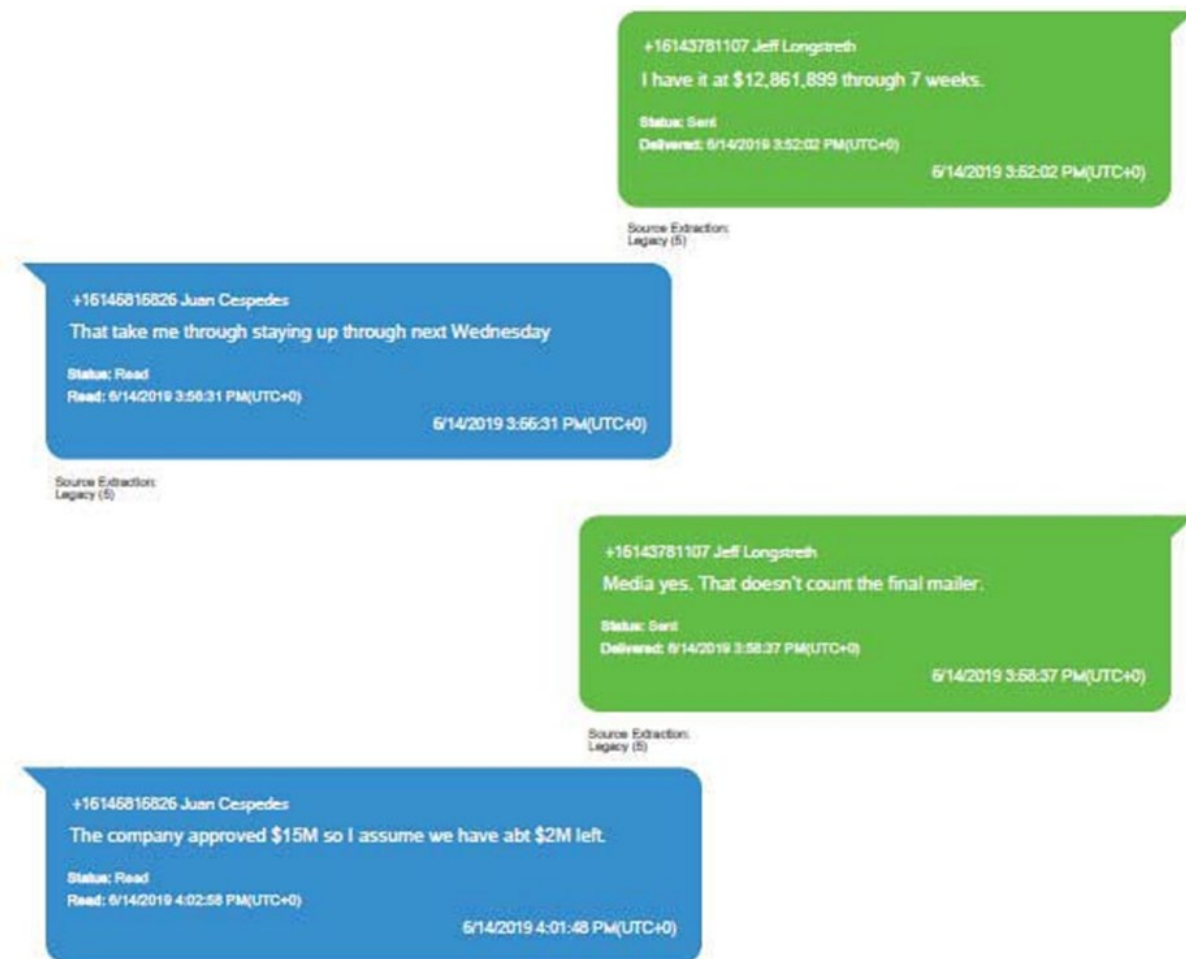 +16143781107 Jeff Longstreth
I have it at $12,861,899 through 7 weeks.
Status: Sent
Delivered: 6/14/2019 3:52:02 PM(UTC+0)
6/14/2019 3:52:02 PM(UTC+0)
Source Extraction:
Legacy (5)
+16145815826 Juan Cespedes
That take me through staying up through next Wednesday
Status: Read
Read: 6/14/2019 3:56:31 PM(UTC+0)
6/14/2019 3:56:31 PM(UTC+0)
Source Extraction:
Legacy (5)
+16143781107 Jeff Longstreth
Media yes. That doesn't count the final mailer.
Status: Sent
Delivered: 6/14/2019 3:58:37 PM(UTC+0)
6/14/2019 3:58:37 PM(UTC+0)
Source Extraction:
Legacy (5)
+16145815826 Juan Cespedes
The company approved $15M so I assume we have abt $2M left.
Status: Read
Read: 6/14/2019 4:02:58 PM(UTC+0)
6/14/2019 4:01:48 PM(UTC+0)